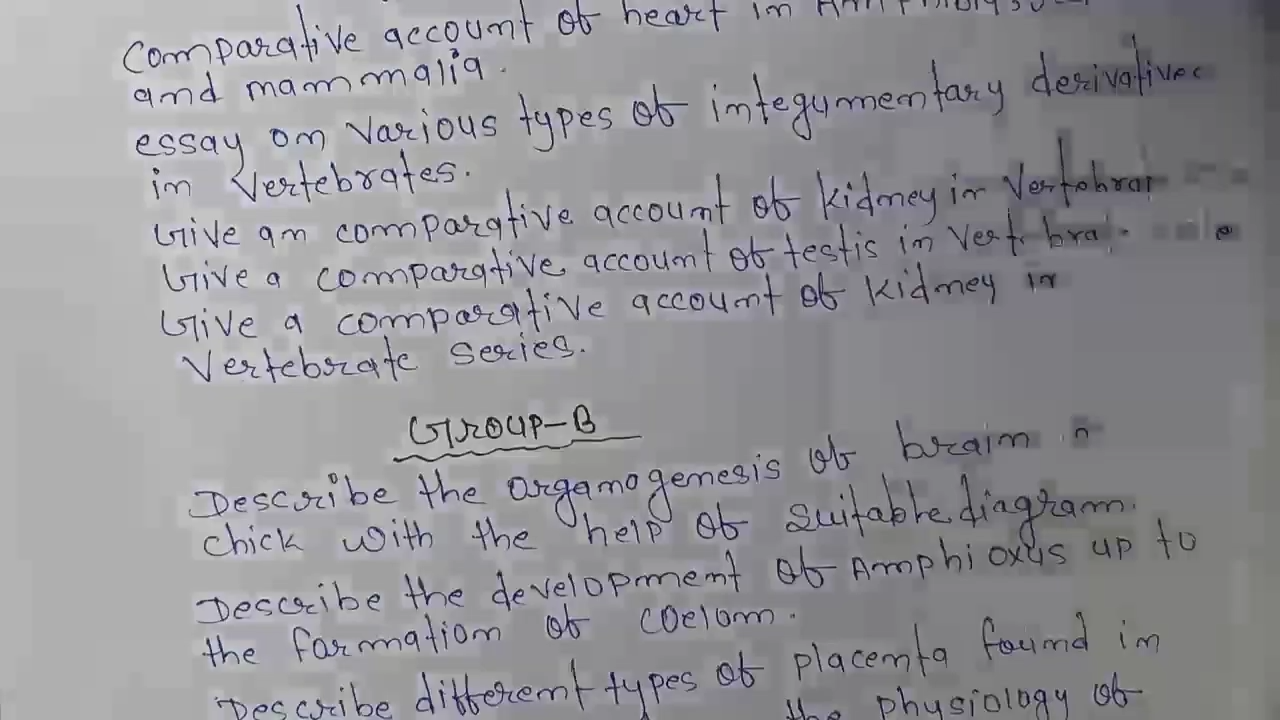 Comparative account of heart in
and mammalia.
essay on various types of integumentary derivatives
in vertebrates.
Give an comparative account of kidney in
Give a comparative account of testis in
Give a comparative account of kidney in
Vertebrate series.
Group-B
Describe the organogenesis of brain
chick with the help of suitable diagram.
Describe the development of Amphioxus up to
the formation of coelom.
Describe different types of placenta found in
the physiology of